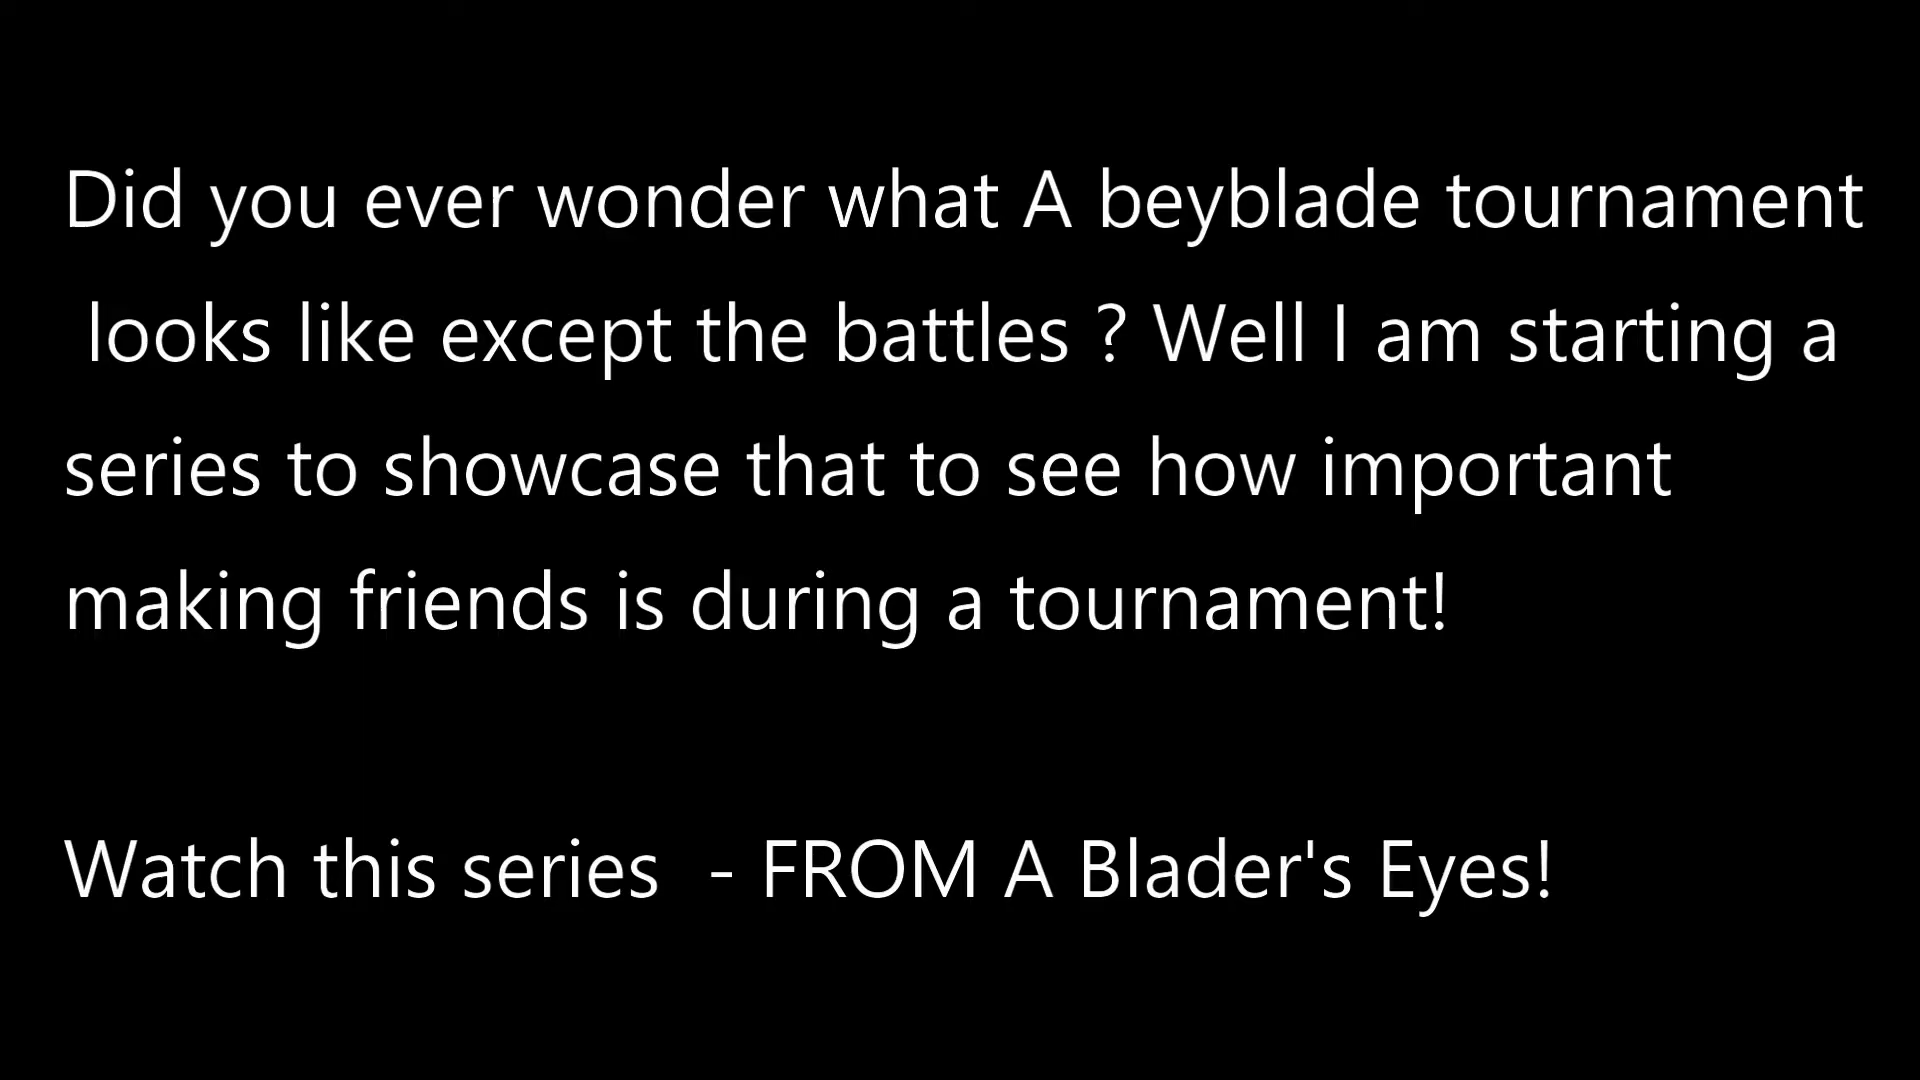 Did you ever wonder what A beyblade tournament
looks like except the battles ? Well I am starting a
series to showcase that to see how important
making friends is during a tournament!
Watch this series  - FROM A Blader's Eyes!